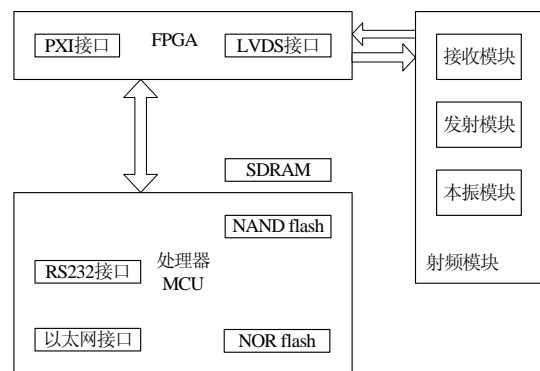 PXI接口
FPGA
LVDS接口
接收模块
发射模块
本振模块
射频模块
SDRAM
NAND flash
处理器
MCU
RS232接口
以太网接口
NOR flash